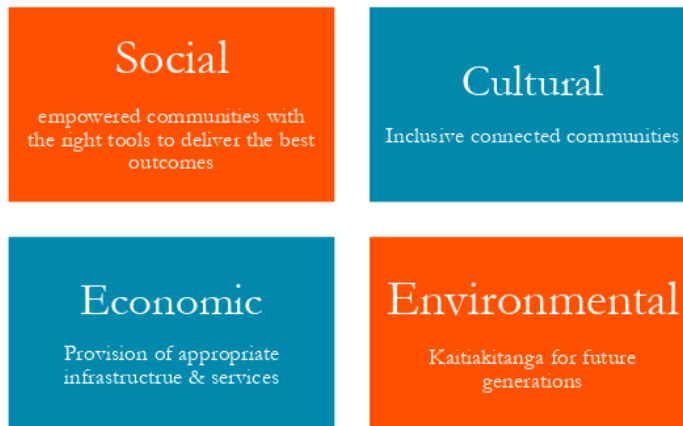 Social
empowered communities with
the right tools to deliver the best
outcomes
Cultural
Inclusive connected communities
Economic
Provision of appropriate
infrastructrue & services
Environmental
Kaitiakitanga for future
generations